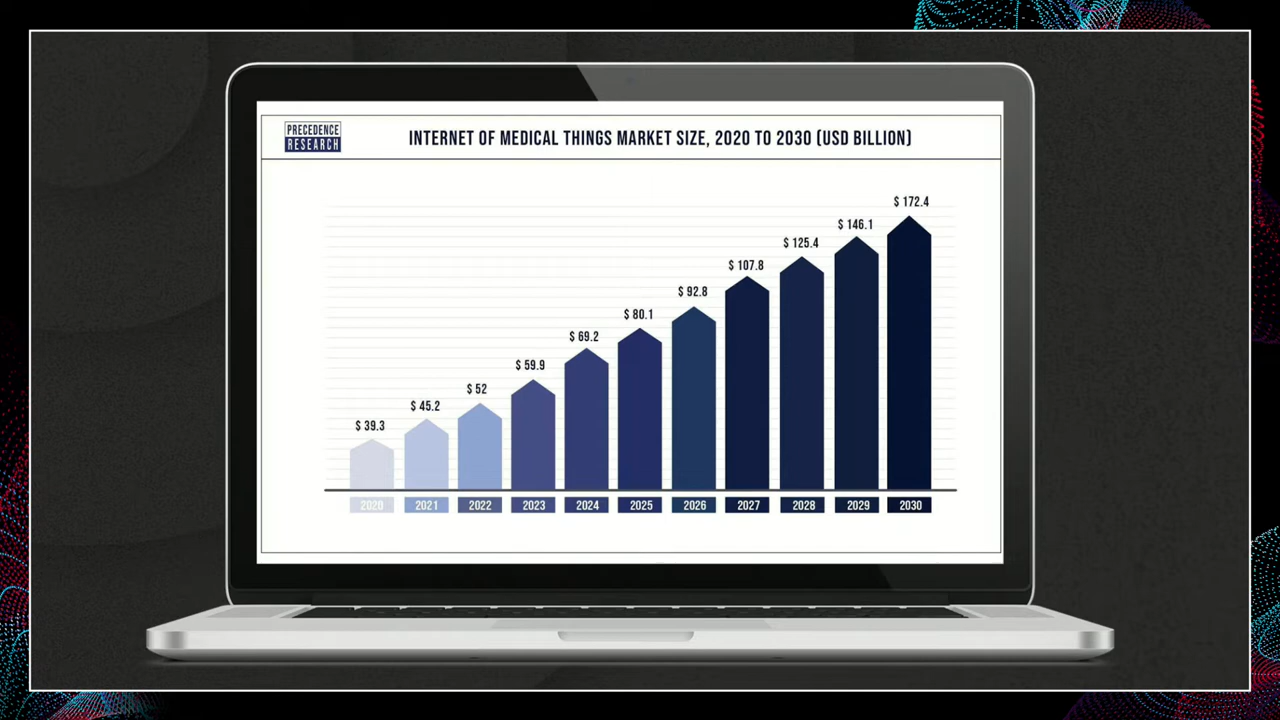 PRECEDENCE
RESEARCH
INTERNET OF MEDICAL THINGS MARKET SIZE, 2020 TO 2030 (USD BILLION)
$ 39.3
$ 45.2
$ 52
$ 59.9
$ 69.2
$ 80.1
$ 92.8
$ 107.8
$ 125.4
$ 146.1
$ 172.4
2020 2021 2022 2023 2024 2025 2026 2027 2028 2029 2030